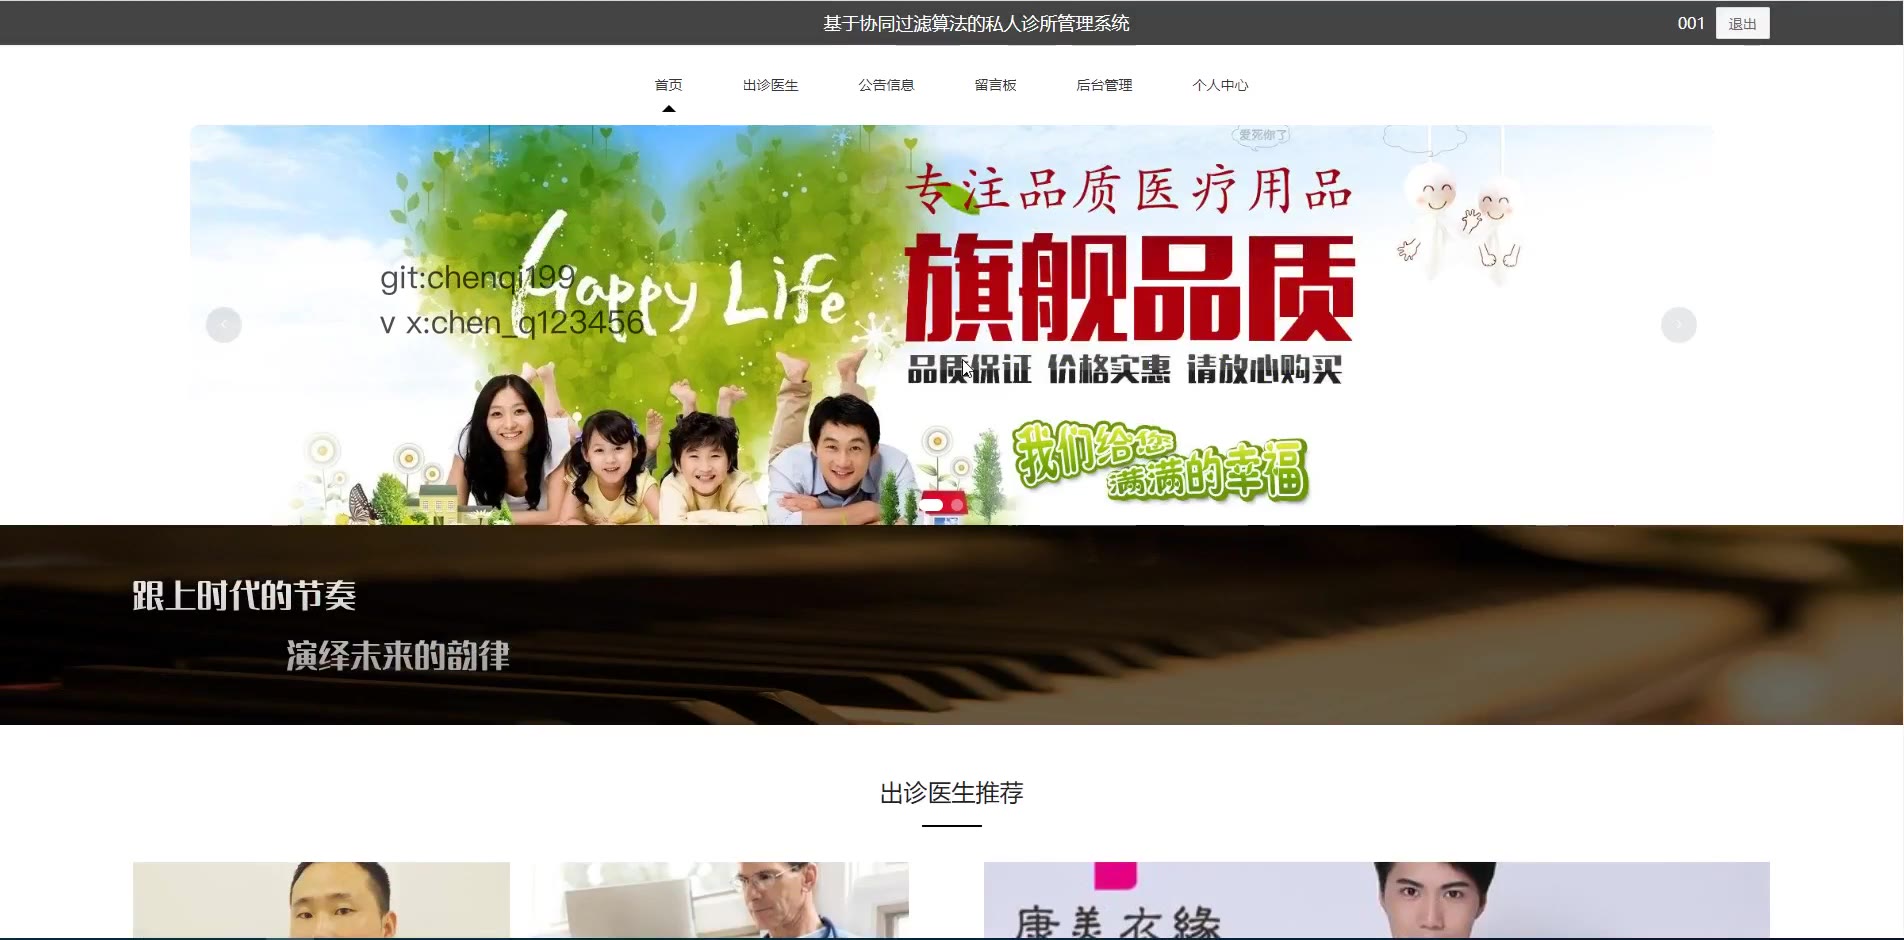 基于协同过滤算法的私人诊所管理系统
001
退出
首页
出诊医生
公告信息
留言板
后台管理
个人中心
爱死你了
专注品质医疗用品
git:chenqi199
Happy Life
旗舰品质
v x:chen_q123456
品质保证 价格实惠 请放心购买
我们给您
满满的幸福
跟上时代的节奏
演绎未来的韵律
出诊医生推荐
康美衣缘